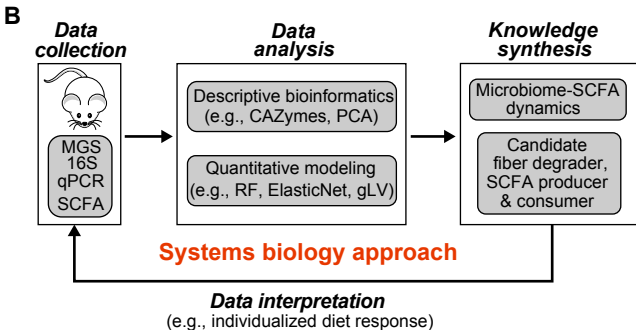 B
Data
collection
Data
analysis
Knowledge
synthesis
MGS
16S
qPCR
SCFA
Descriptive bioinformatics
(e.g., CAZymes, PCA)
Quantitative modeling
(e.g., RF, ElasticNet, gLV)
Microbiome-SCFA
dynamics
Candidate
fiber degrader,
SCFA producer
& consumer
Systems biology approach
Data interpretation
(e.g., individualized diet response)